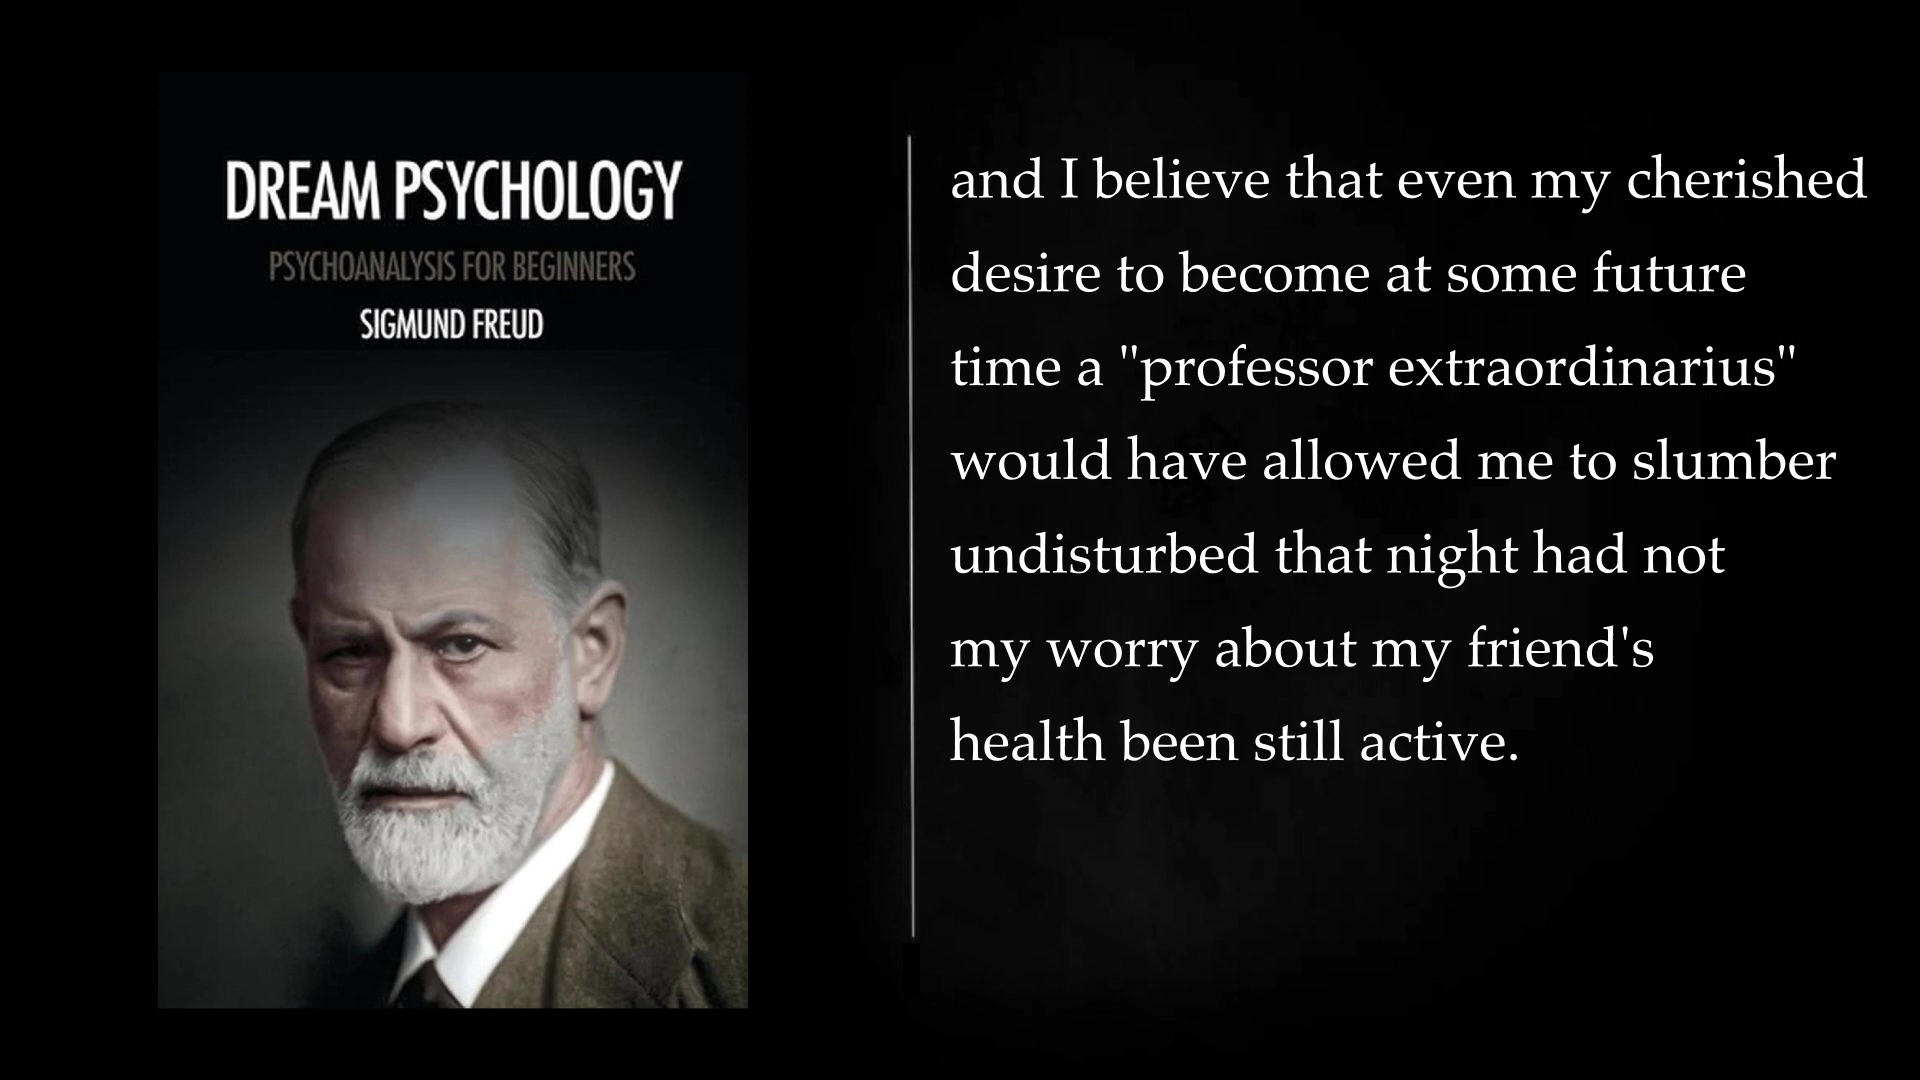 DREAM PSYCHOLOGY
PSYCHOANALYSIS FOR BEGINNERS
SIGMUND FREUD
and I believe that even my cherished
desire to become at some future
time a "professor extraordinarius"
would have allowed me to slumber
undisturbed that night had not
my worry about my friend's
health been still active.